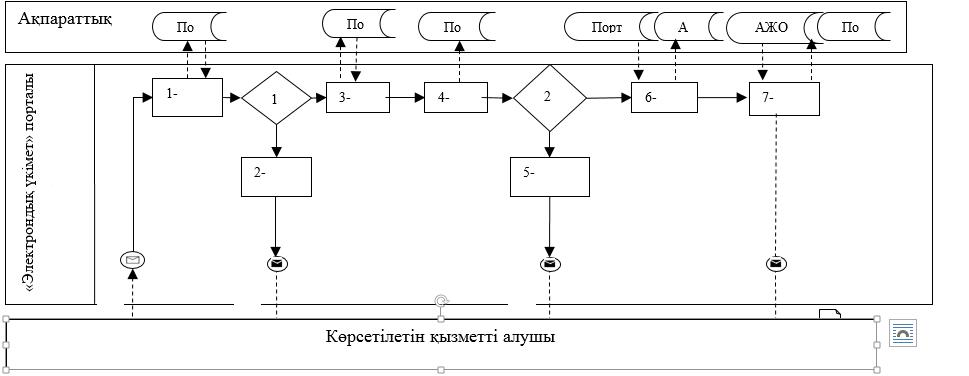 Ақпараттық
По
По
По
Порт
А
АЖО
По
«Электрондық үкімет» порталы
1-
1
3-
4-
2
6-
7-
2-
5-
Көрсетілетін қызметті алушы